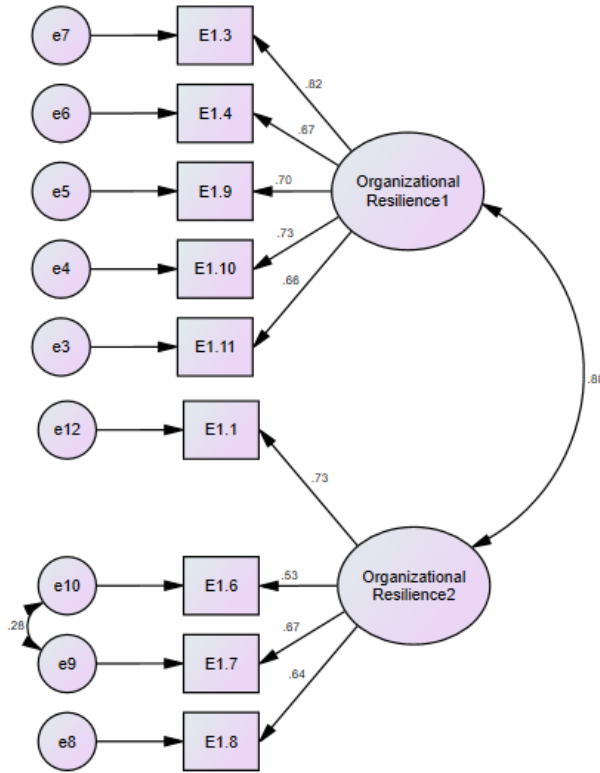 e7
E1.3
.82
e6
E1.4
.67
e5
E1.9
.70
Organizational
Resilience1
e4
E1.10
.73
e3
E1.11
.66
e12
E1.1
.73
e10
E1.6
.53
Organizational
Resilience2
.28
e9
E1.7
.67
e8
E1.8
.64